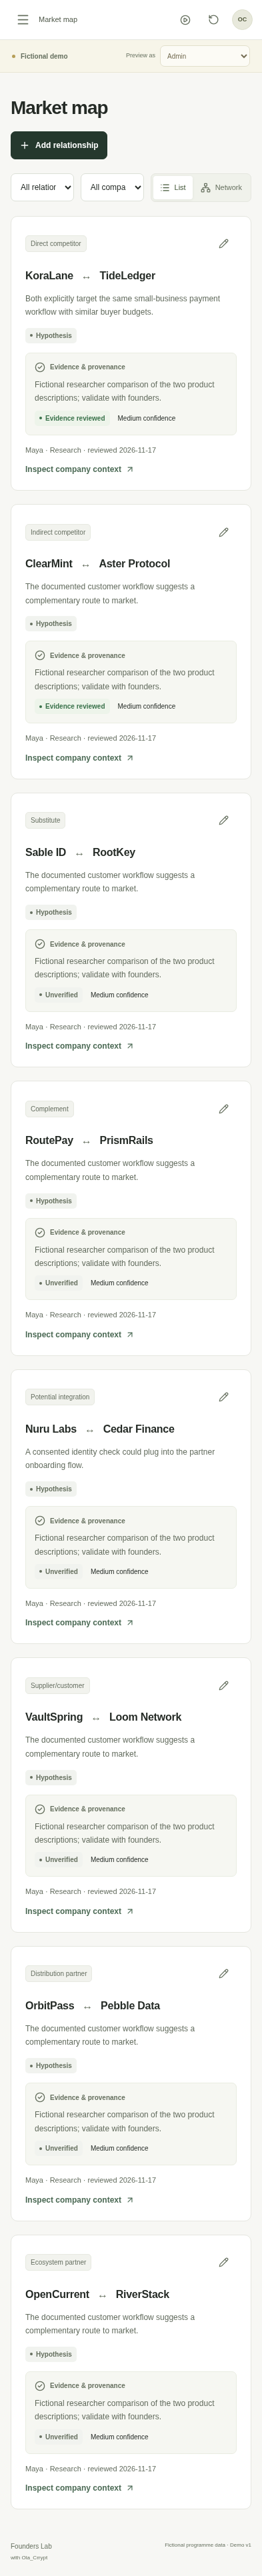 Market map
OC
Fictional demo
Preview as
Admin
Market map
Add relationship
All relatior
All compa
List
Network
Direct competitor
KoraLane ↔ TideLedger
Both explicitly target the same small-business payment
workflow with similar buyer budgets.
Hypothesis
Evidence & provenance
Fictional researcher comparison of the two product
descriptions; validate with founders.
Evidence reviewed
Medium confidence
Maya · Research · reviewed 2026-11-17
Inspect company context
Indirect competitor
ClearMint ↔ Aster Protocol
The documented customer workflow suggests a
complementary route to market.
Hypothesis
Evidence & provenance
Fictional researcher comparison of the two product
descriptions; validate with founders.
Evidence reviewed
Medium confidence
Maya · Research · reviewed 2026-11-17
Inspect company context
Substitute
Sable ID ↔ RootKey
The documented customer workflow suggests a
complementary route to market.
Hypothesis
Evidence & provenance
Fictional researcher comparison of the two product
descriptions; validate with founders.
Unverified
Medium confidence
Maya · Research · reviewed 2026-11-17
Inspect company context
Complement
RoutePay ↔ PrismRails
The documented customer workflow suggests a
complementary route to market.
Hypothesis
Evidence & provenance
Fictional researcher comparison of the two product
descriptions; validate with founders.
Unverified
Medium confidence
Maya · Research · reviewed 2026-11-17
Inspect company context
Potential integration
Nuru Labs ↔ Cedar Finance
A consented identity check could plug into the partner
onboarding flow.
Hypothesis
Evidence & provenance
Fictional researcher comparison of the two product
descriptions; validate with founders.
Unverified
Medium confidence
Maya · Research · reviewed 2026-11-17
Inspect company context
Supplier/customer
VaultSpring ↔ Loom Network
The documented customer workflow suggests a
complementary route to market.
Hypothesis
Evidence & provenance
Fictional researcher comparison of the two product
descriptions; validate with founders.
Unverified
Medium confidence
Maya · Research · reviewed 2026-11-17
Inspect company context
Distribution partner
OrbitPass ↔ Pebble Data
The documented customer workflow suggests a
complementary route to market.
Hypothesis
Evidence & provenance
Fictional researcher comparison of the two product
descriptions; validate with founders.
Unverified
Medium confidence
Maya · Research · reviewed 2026-11-17
Inspect company context
Ecosystem partner
OpenCurrent ↔ RiverStack
The documented customer workflow suggests a
complementary route to market.
Hypothesis
Evidence & provenance
Fictional researcher comparison of the two product
descriptions; validate with founders.
Unverified
Medium confidence
Maya · Research · reviewed 2026-11-17
Inspect company context
Founders Lab
Fictional programme data · Demo v1
with Ola_Crrypt